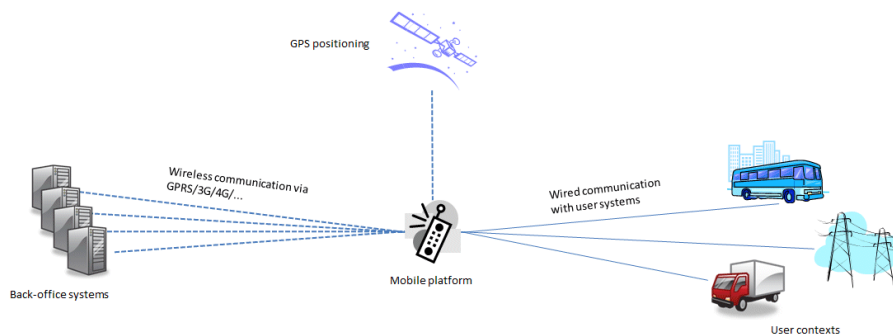 GPS positioning
Wireless communication via
GPRS/3G/4G/...
Wired communication
with user systems
Mobile platform
Back-office systems
User contexts